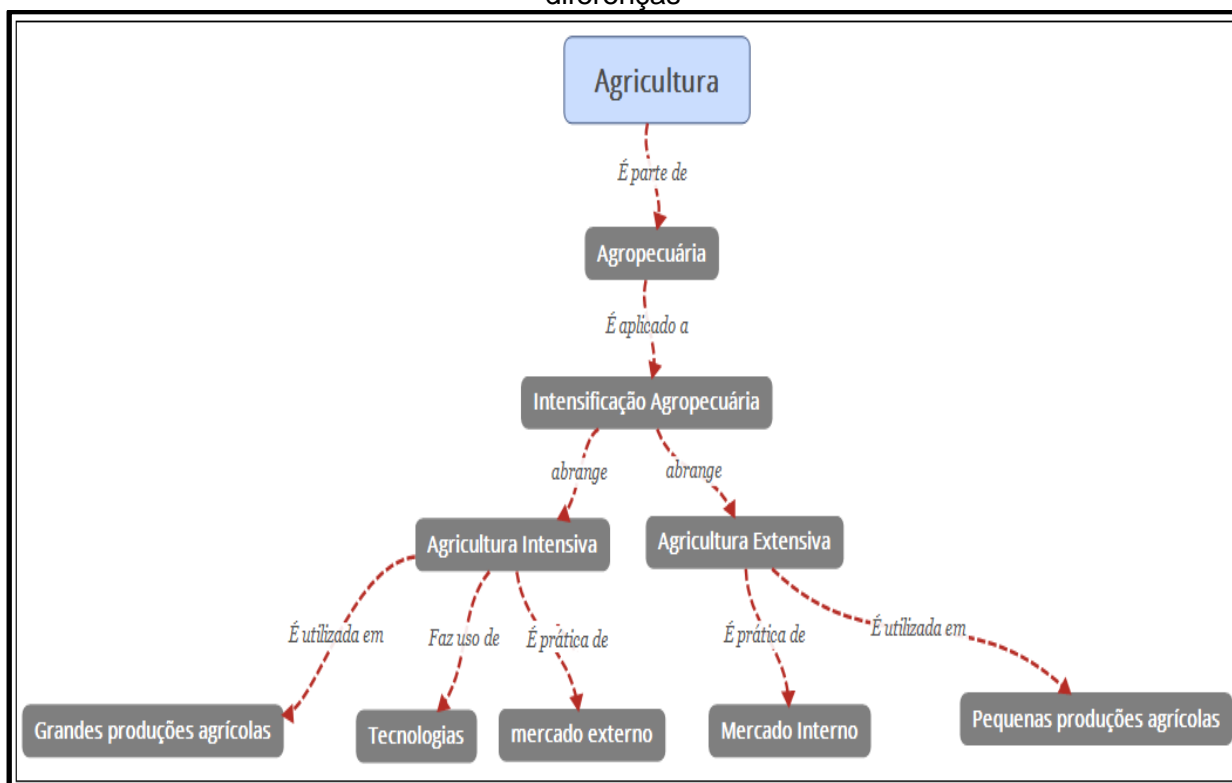 diferenças
Agricultura
É parte de
Agropecuária
É aplicado a
Intensificação Agropecuária
abrange
abrange
Agricultura Intensiva
Agricultura Extensiva
É utilizada em
Faz uso de
É prática de
É prática de
É utilizada em
Grandes produções agrícolas
Tecnologias
mercado externo
Mercado Interno
Pequenas produções agrícolas